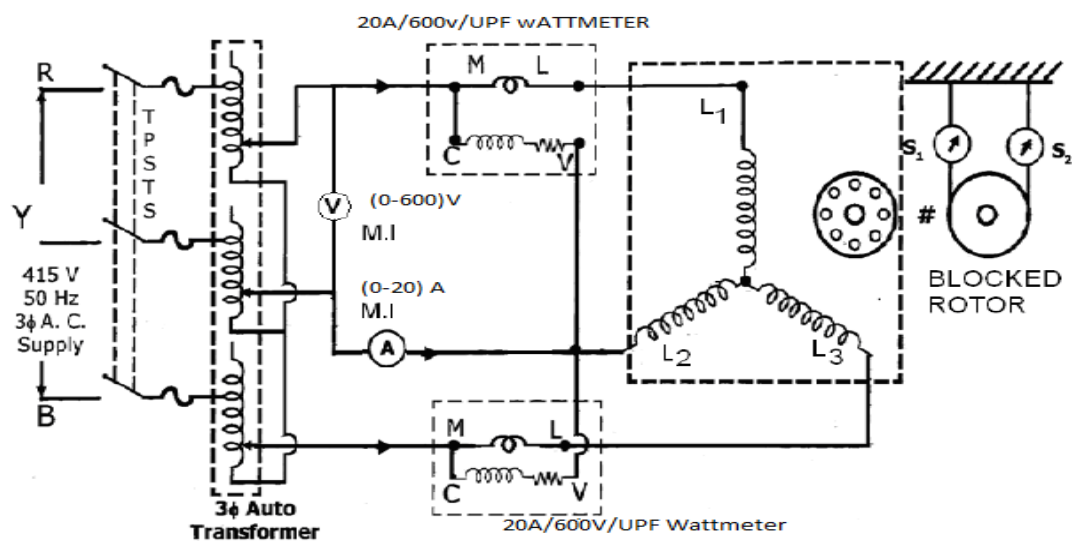 20A/600v/UPF wATTMETER
R
Y
B
TPSTS
415 V
50 Hz
3ϕ A. C.
Supply
3ϕ Auto
Transformer
M L
C V
V
(0-600)V
M.I
(0-20) A
M.I
A
M L
C V
20A/600V/UPF Wattmeter
L1
L2
L3
S1
S2
#
BLOCKED
ROTOR